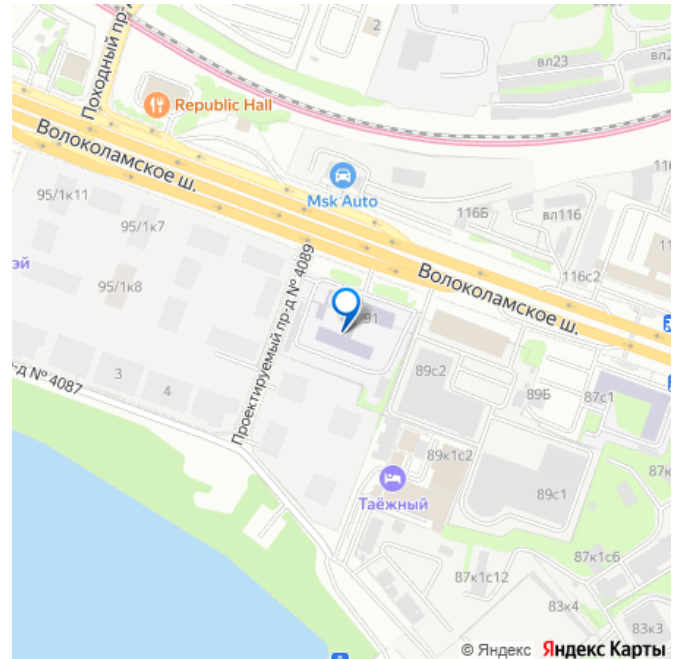 Походный пр-
2
вл23
вл2
Republic Hall
Волоколамское ш.
Msk Auto
95/1к11
95/1к7
эй
95/1к8
116Б
вл116
116с2
11
Волоколамское ш.
Проектируемый пр-д № 4089
91
89с2
89Б
87с1
-д № 4087
3
4
89к1с2
Таёжный
89с1
87к
87к1с6
87к1с12
83к4
83к3
© Яндекс Яндекс Карты